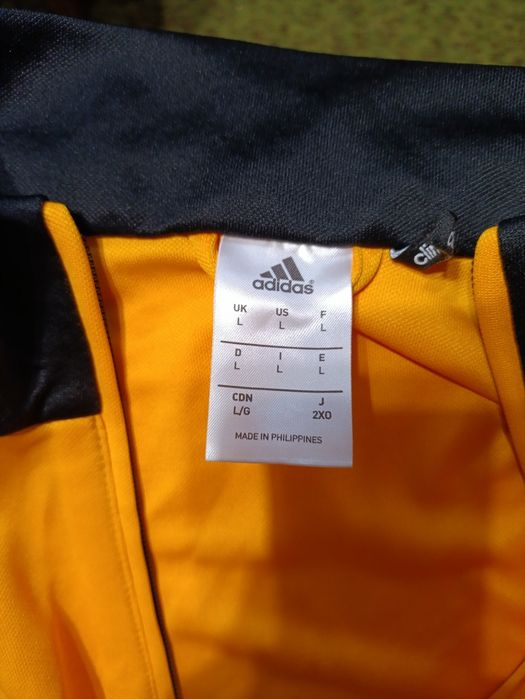 adidas
UK US F
L L L
D I E
L L L
CDN J
L/G 2XO
MADE IN PHILIPPINES